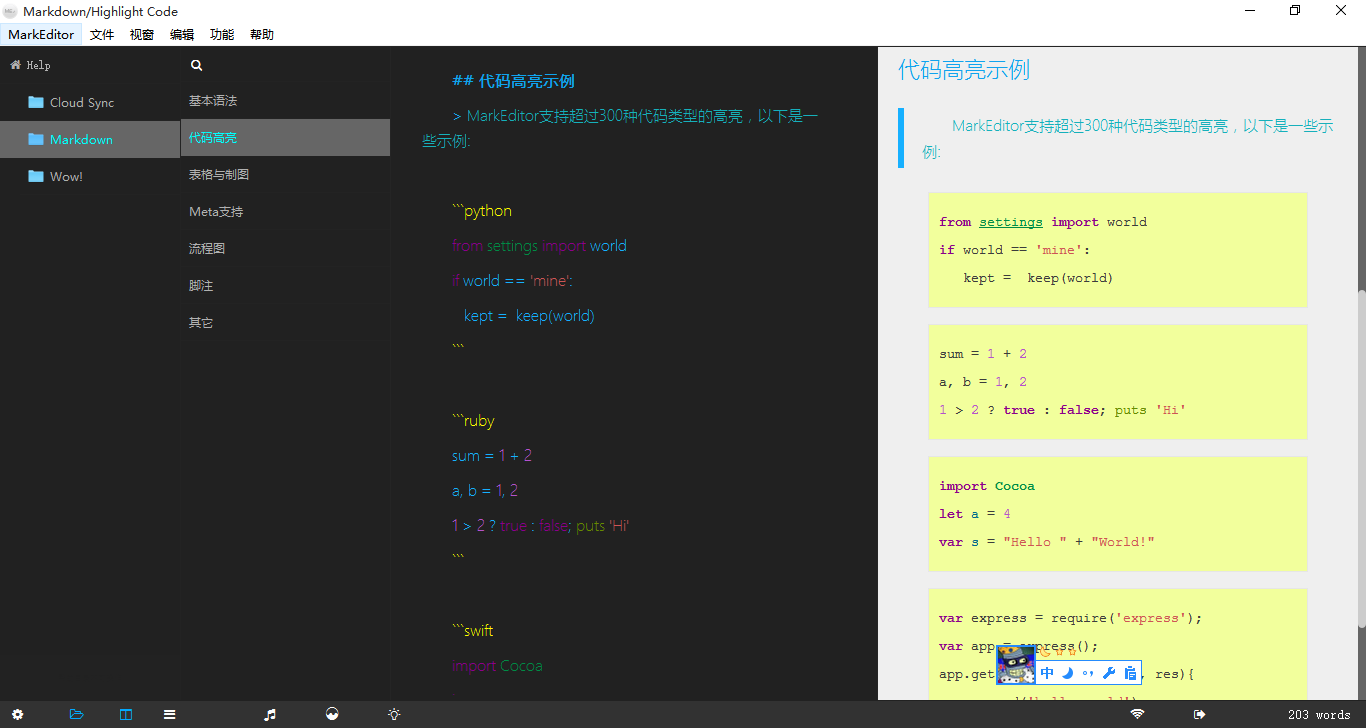 Markdown/Highlight Code
MarkEditor 文件 视窗 编辑 功能 帮助
Help
Cloud Sync
Markdown
Wow!
基本语法
代码高亮
表格与制图
Meta支持
流程图
脚注
其它
## 代码高亮示例
> MarkEditor支持超过300种代码类型的高亮，以下是一
些示例:
```python
from settings import world
if world == 'mine':
kept =  keep(world)
```
```ruby
sum = 1 + 2
a, b = 1, 2
1 > 2 ? true : false; puts 'Hi'
```
```swift
import Cocoa
代码高亮示例
MarkEditor支持超过300种代码类型的高亮，以下是一些示
例:
from settings import world
if world == 'mine':
kept =  keep(world)
sum = 1 + 2
a, b = 1, 2
1 > 2 ? true : false; puts 'Hi'
import Cocoa
let a = 4
var s = "Hello " + "World!"
var express = require('express');
var app = express();
app.get , res){
中
203 words